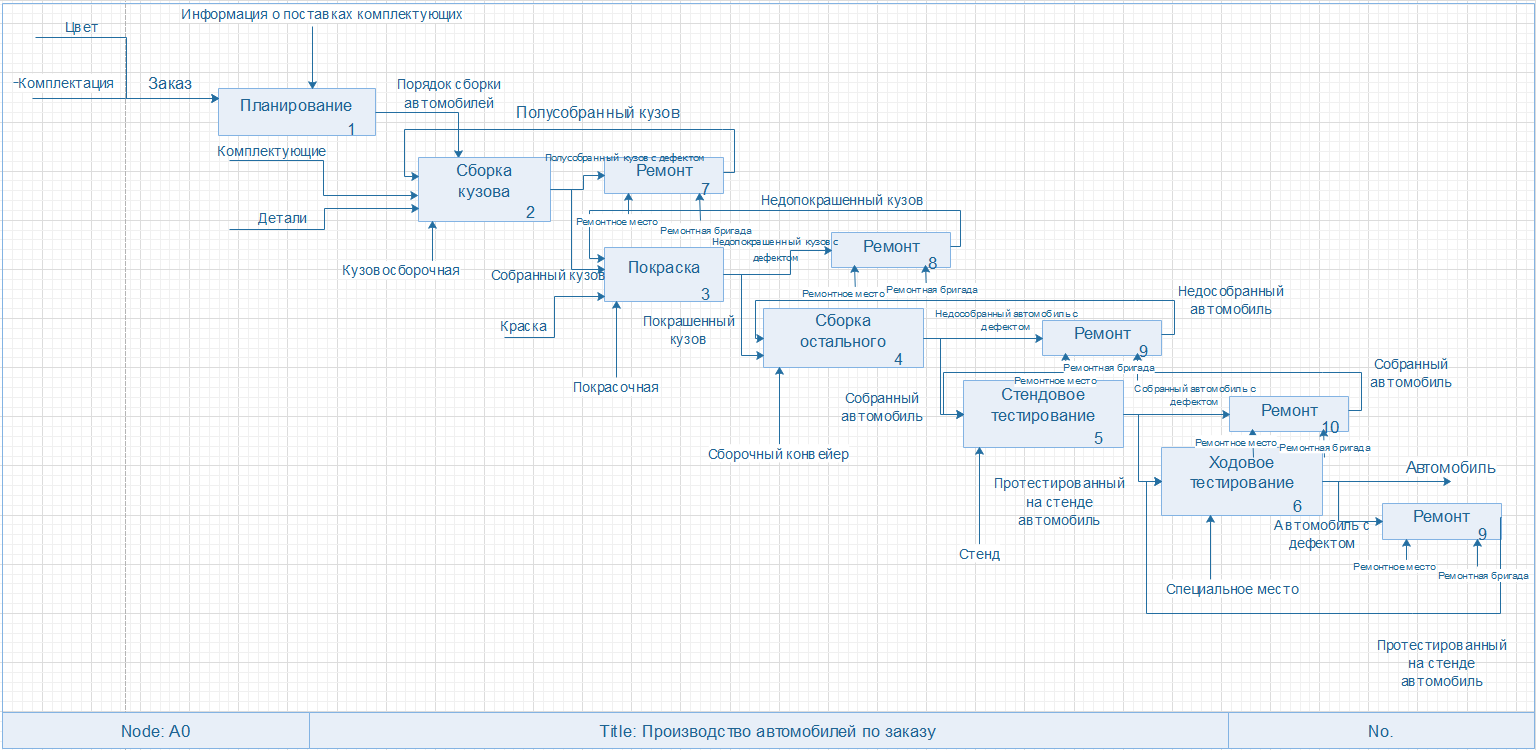 Информация о поставках комплектующих
Цвет
Комплектация
Заказ
Планирование
1
Порядок сборки
автомобилей
Полусобранный кузов
Комплектующие
Сборка
кузова
2
Полусобранный кузов с дефектом
Ремонт
7
Детали
Ремонтное место
Ремонтная бригада
Недопокрашенный кузов
Кузовосборочная
Собранный кузов
Покраска
3
Недопокрашенный кузов с
дефектом
Ремонт
8
Ремонтное место
Ремонтная бригада
Краска
Покрасочная
Покрашенный
кузов
Сборка
остального
4
Недособранный автомобиль с
дефектом
Ремонт
9
Недособранный
автомобиль
Ремонтная бригада
Ремонтное место
Сборочный конвейер
Собранный
автомобиль
Стендовое
тестирование
5
Собранный автомобиль с
дефектом
Ремонт
10
Собранный
автомобиль
Ремонтное место
Ремонтная бригада
Стенд
Протестированный
на стенде
автомобиль
Ходовое
тестирование
6
Автомобиль
Автомобиль с
дефектом
Ремонт
9
Ремонтное место
Ремонтная бригада
Специальное место
Протестированный
на стенде
автомобиль
Node: A0
Title: Производство автомобилей по заказу
No.